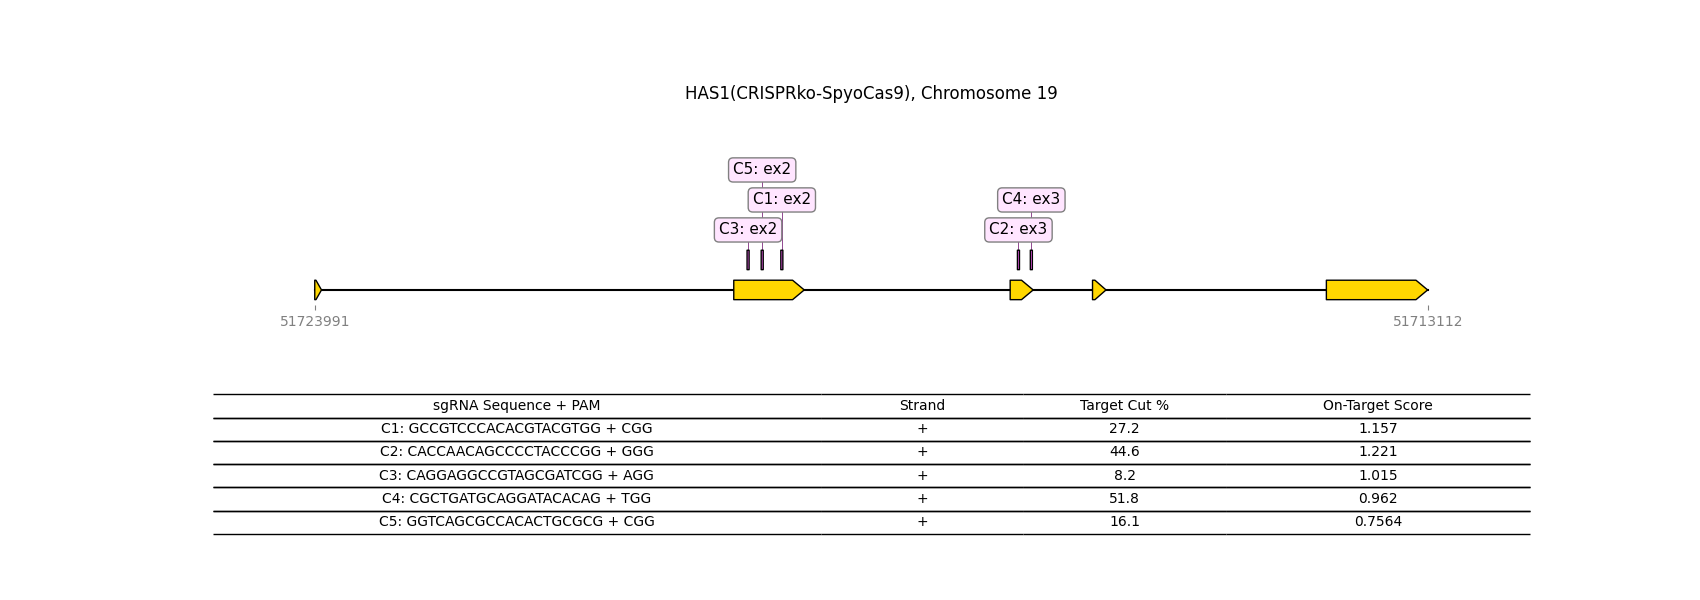 HAS1(CRISPRko-SpyoCas9), Chromosome 19
C5: ex2
C1: ex2
C4: ex3
C3: ex2
C2: ex3
51723991
51713112
sgRNA Sequence + PAM Strand Target Cut % On-Target Score
C1: GCCGTCCCACACGTACGTGG + CGG + 27.2 1.157
C2: CACCAACAGCCCCTACCCGG + GGG + 44.6 1.221
C3: CAGGAGGCCGTAGCGATCGG + AGG + 8.2 1.015
C4: CGCTGATGCAGGATACACAG + TGG + 51.8 0.962
C5: GGTCAGCGCCACACTGCGCG + CGG + 16.1 0.7564